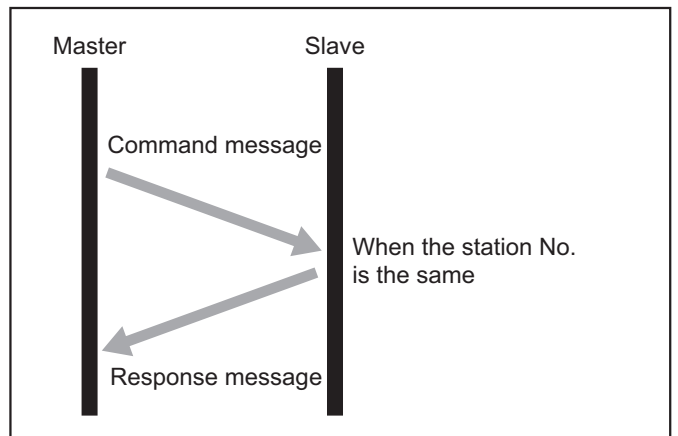 Master
Slave
Command message
When the station No.
is the same
Response message